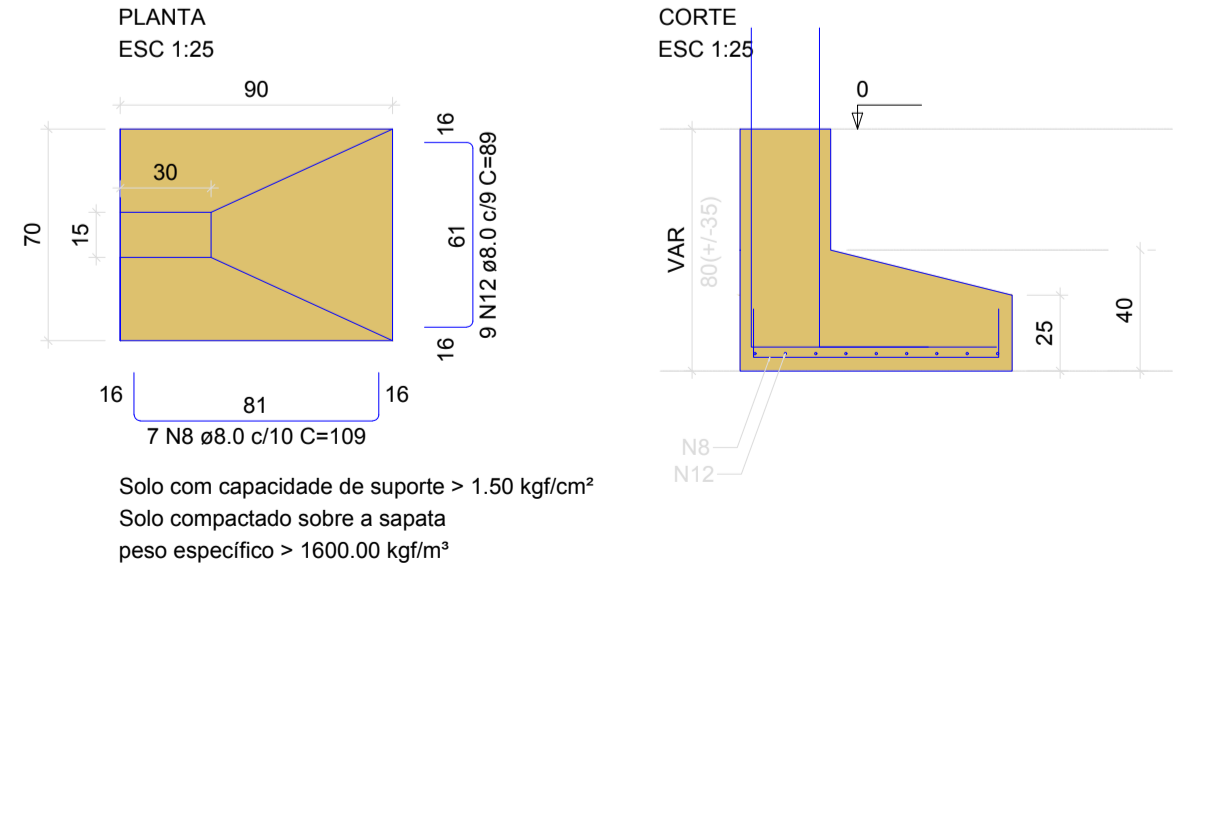 PLANTA
ESC 1:25
90
30
70
15
16
61
16
9 N12 ø8.0 c/9 C=89
16
81
16
7 N8 ø8.0 c/10 C=109
Solo com capacidade de suporte > 1.50 kgf/cm²
Solo compactado sobre a sapata
peso específico > 1600.00 kgf/m³
CORTE
ESC 1:25
0
VAR
80(+/-35)
25
40
N8
N12